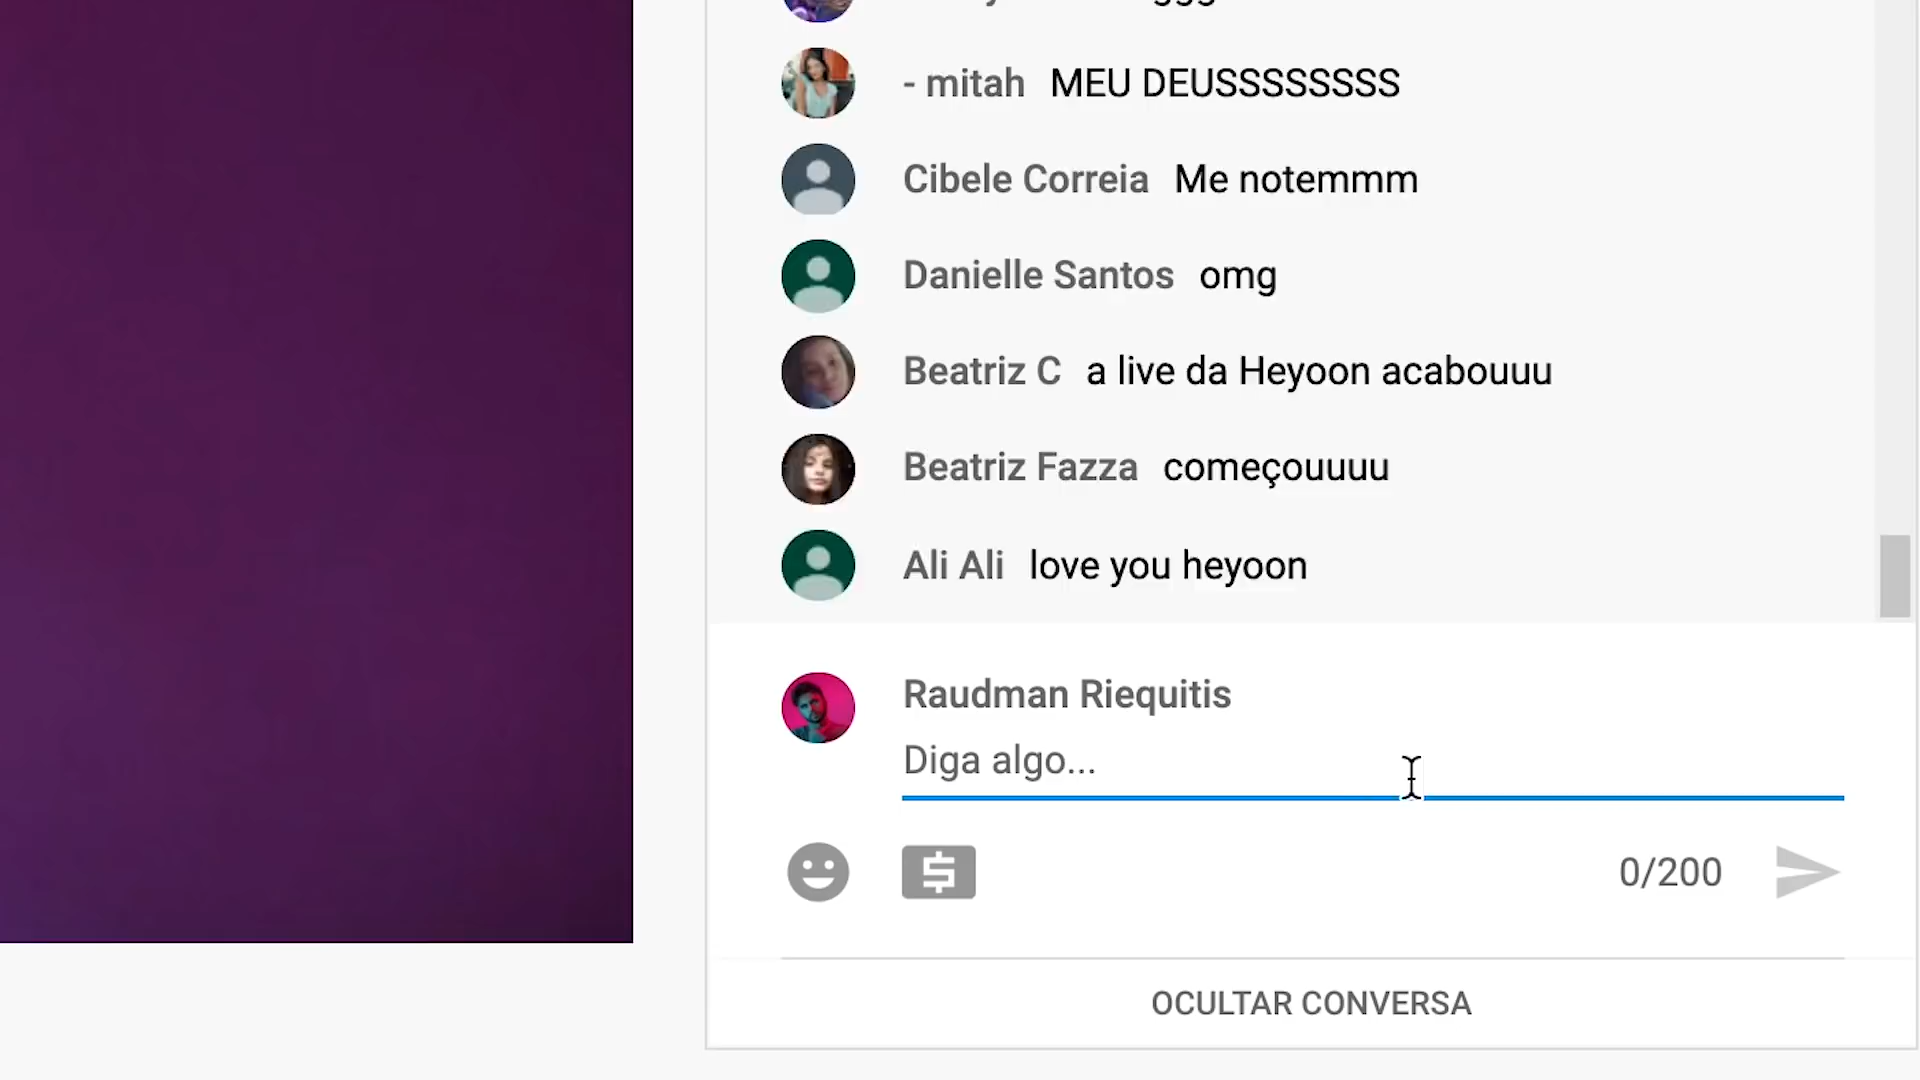 - mitah MEU DEUSSSSSSSS
Cibele Correia Me notemmm
Danielle Santos omg
Beatriz C a live da Heyoon acabouuu
Beatriz Fazza começouuuu
Ali Ali love you heyoon
Raudman Riequitis
Diga algo...
0/200
OCULTAR CONVERSA